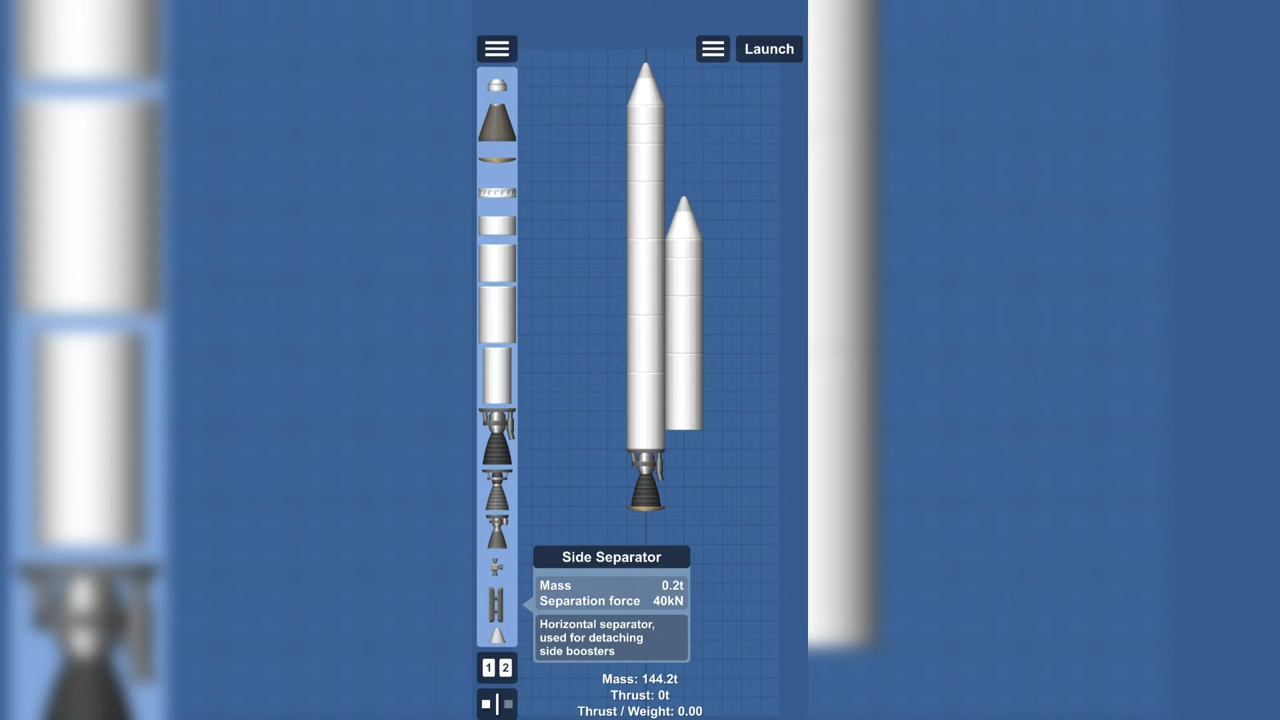 Launch
Side Separator
Mass 0.2t
Separation force 40kN
Horizontal separator,
used for detaching
side boosters
1 2
Mass: 144.2t
Thrust: 0t
Thrust / Weight: 0.00